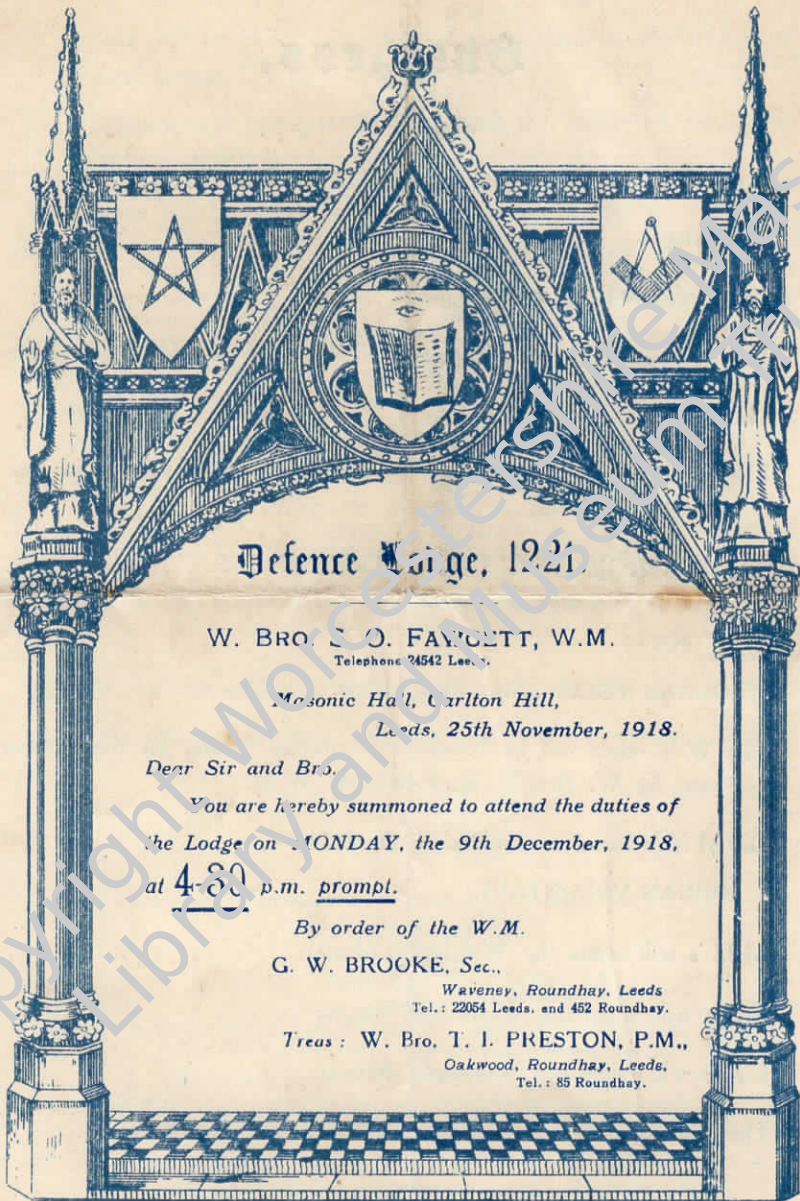 Defence Lodge, 1221.
W. BRO. S. O. FAWCETT, W.M.
Telephone 24542 Leeds.
Masonic Hall, Carlton Hill,
Leeds, 25th November, 1918.
Dear Sir and Bro.
You are hereby summoned to attend the duties of
the Lodge on MONDAY, the 9th December, 1918,
at 4-30 p.m. prompt.
By order of the W.M.
G. W. BROOKE, Sec.,
Waveney, Roundhay, Leeds
Tel.: 22054 Leeds. and 452 Roundhay.
Treas: W. Bro. T. I. PRESTON, P.M.,
Oakwood, Roundhay, Leeds,
Tel.: 85 Roundhay.
pyright Worcestershire Mas
Library and Museum Tru